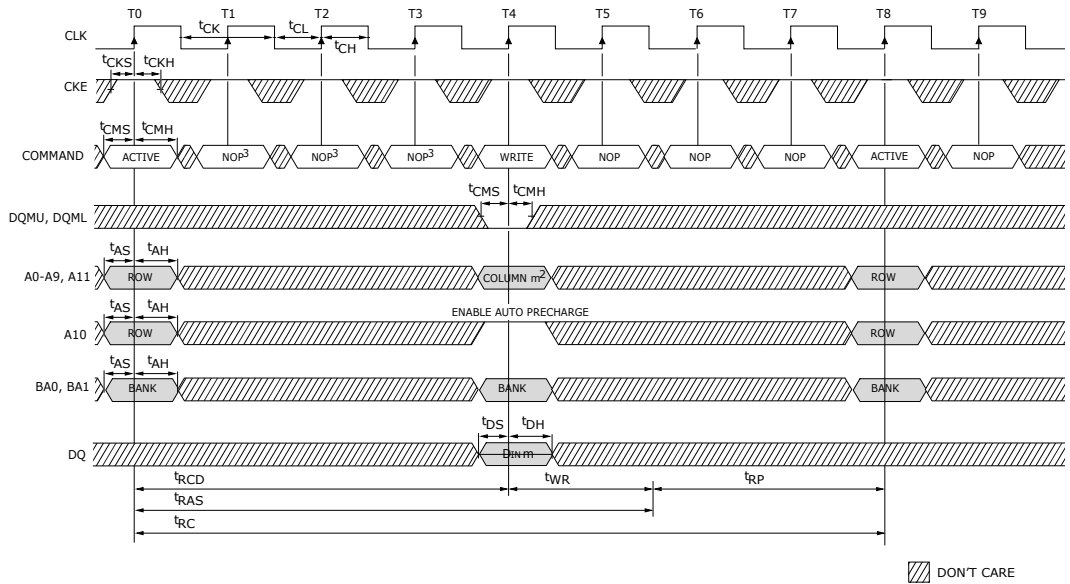 T0 T1 T2 T3 T4 T5 T6 T7 T8 T9
CLK
tCK tCL
tCH
tCKS tCKH
CKE
tCMS tCMH
COMMAND ACTIVE NOP3 NOP3 NOP3 WRITE NOP NOP NOP ACTIVE NOP
tCMS tCMH
DQMU, DQML
tAS tAH
A0-A9, A11 ROW COLUMN m2 ROW
tAS tAH ENABLE AUTO PRECHARGE
A10 ROW ROW
tAS tAH
BA0, BA1 BANK BANK BANK
tDS tDH
DQ DIN m
tRCD tWR tRP
tRAS
tRC
DON'T CARE